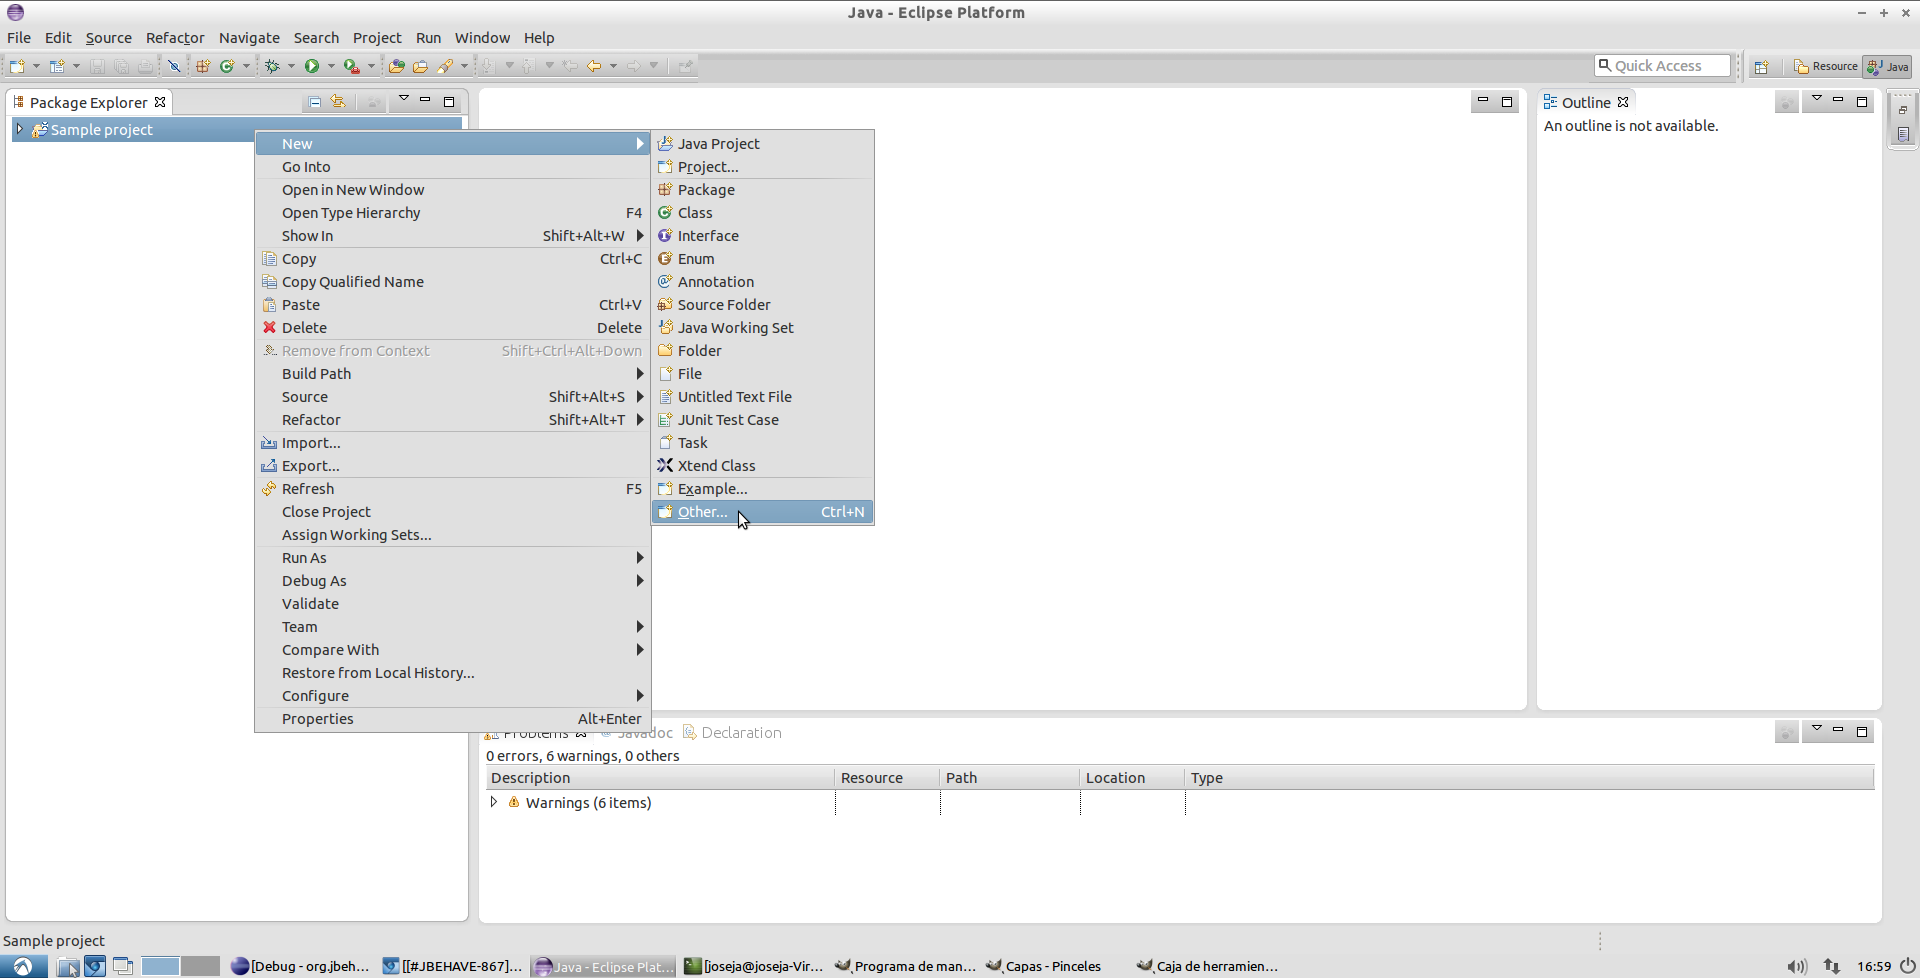 Java - Eclipse Platform
File Edit Source Refactor Navigate Search Project Run Window Help
Quick Access
Resource
Java
Package Explorer
Sample project
New
Go Into
Open in New Window
Open Type Hierarchy F4
Show In Shift+Alt+W
Copy Ctrl+C
Copy Qualified Name
Paste Ctrl+V
Delete Delete
Remove from Context Shift+Ctrl+Alt+Down
Build Path
Source Shift+Alt+S
Refactor Shift+Alt+T
Import...
Export...
Refresh F5
Close Project
Assign Working Sets...
Run As
Debug As
Validate
Team
Compare With
Restore from Local History...
Configure
Properties Alt+Enter
Java Project
Project...
Package
Class
Interface
Enum
Annotation
Source Folder
Java Working Set
Folder
File
Untitled Text File
JUnit Test Case
Task
Xtend Class
Example...
Other... Ctrl+N
Outline
An outline is not available.
Problems Javadoc Declaration
0 errors, 6 warnings, 0 others
Description Resource Path Location Type
Warnings (6 items)
Sample project
[Debug - org.jbeh... [[#JBEHAVE-867]... Java - Eclipse Plat... [joseja@joseja-Vir... Programa de man... Capas - Pinceles Caja de herramien... 16:59